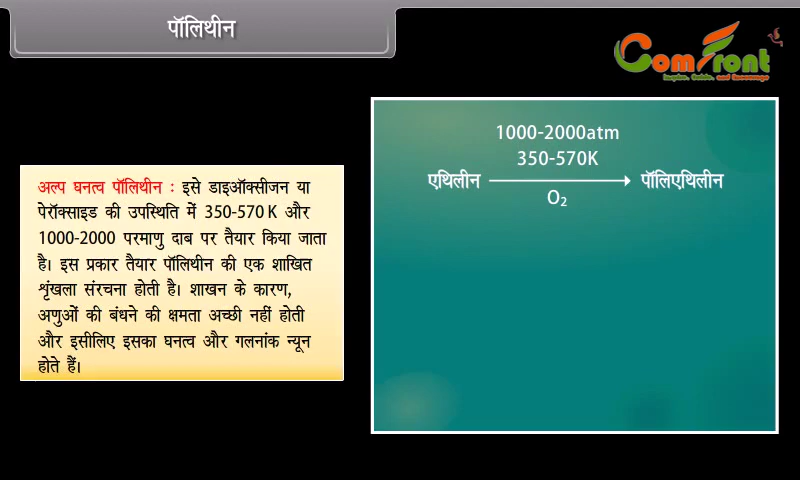 पॉलिथीन
ComFront
Inspire, Guide, and Encourage
अल्प घनत्व पॉलिथीन : इसे डाइऑक्सीजन या
पेरॉक्साइड की उपस्थिति में 350-570 K और
1000-2000 परमाणु दाब पर तैयार किया जाता
है। इस प्रकार तैयार पॉलिथीन की एक शाखित
शृंखला संरचना होती है। शाखन के कारण,
अणुओं की बंधने की क्षमता अच्छी नहीं होती
और इसीलिए इसका घनत्व और गलनांक न्यून
होते हैं।
1000-2000atm
350-570K
एथिलीन ⟶ पॉलिएथिलीन
O₂